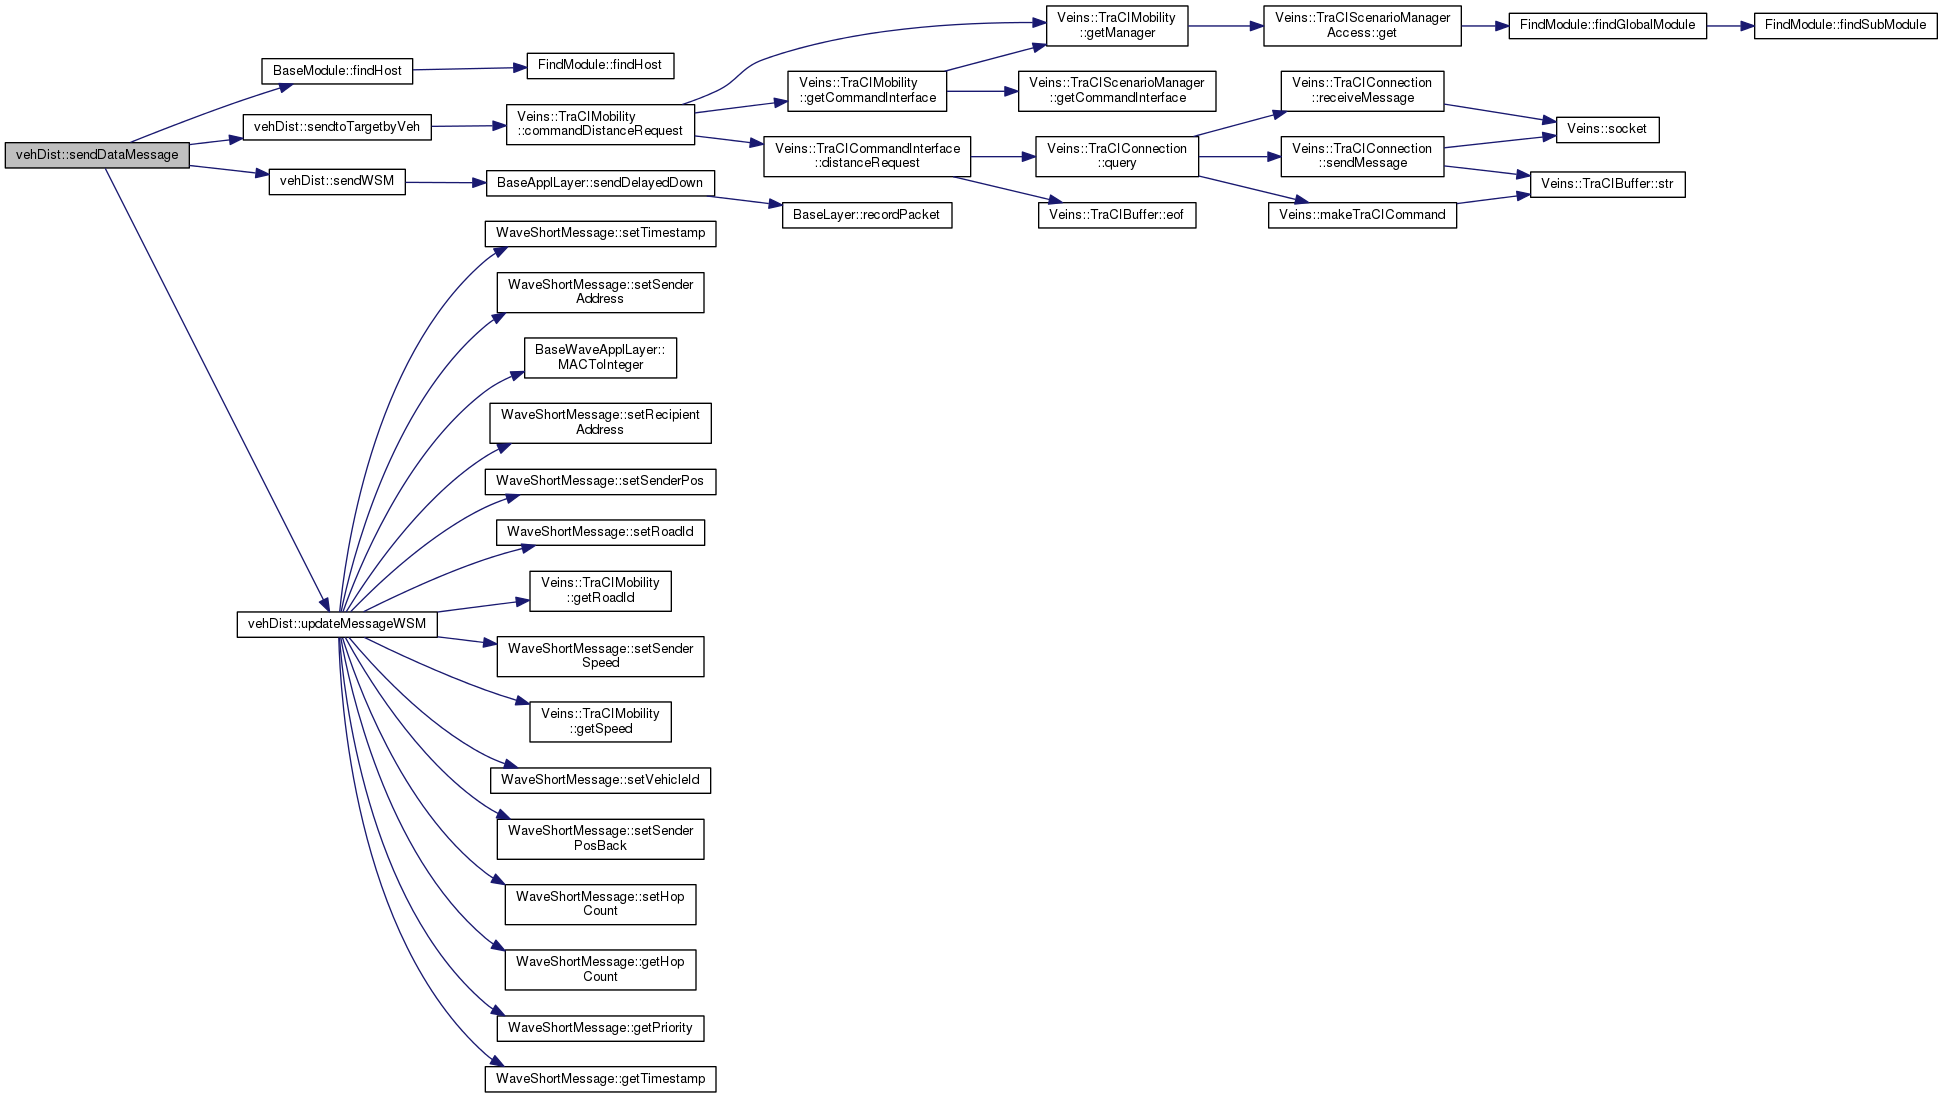 vehDist::sendDataMessage
BaseModule::findHost
FindModule::findHost
vehDist::sendtoTargetbyVeh
Veins::TraCIMobility
::commandDistanceRequest
Veins::TraCIMobility
::getManager
Veins::TraCIScenarioManager
Access::get
FindModule::findGlobalModule
FindModule::findSubModule
Veins::TraCIMobility
::getCommandInterface
Veins::TraCIScenarioManager
::getCommandInterface
Veins::TraCICommandInterface
::distanceRequest
Veins::TraCIConnection
::query
Veins::TraCIConnection
::receiveMessage
Veins::socket
Veins::TraCIConnection
::sendMessage
Veins::TraCIBuffer::str
Veins::makeTraCICommand
Veins::TraCIBuffer::eof
vehDist::sendWSM
BaseApplLayer::sendDelayedDown
BaseLayer::recordPacket
vehDist::updateMessageWSM
WaveShortMessage::setTimestamp
WaveShortMessage::setSender
Address
BaseWaveApplLayer::
MACToInteger
WaveShortMessage::setRecipient
Address
WaveShortMessage::setSenderPos
WaveShortMessage::setRoadId
Veins::TraCIMobility
::getRoadId
WaveShortMessage::setSender
Speed
Veins::TraCIMobility
::getSpeed
WaveShortMessage::setVehicleId
WaveShortMessage::setSender
PosBack
WaveShortMessage::setHop
Count
WaveShortMessage::getHop
Count
WaveShortMessage::getPriority
WaveShortMessage::getTimestamp